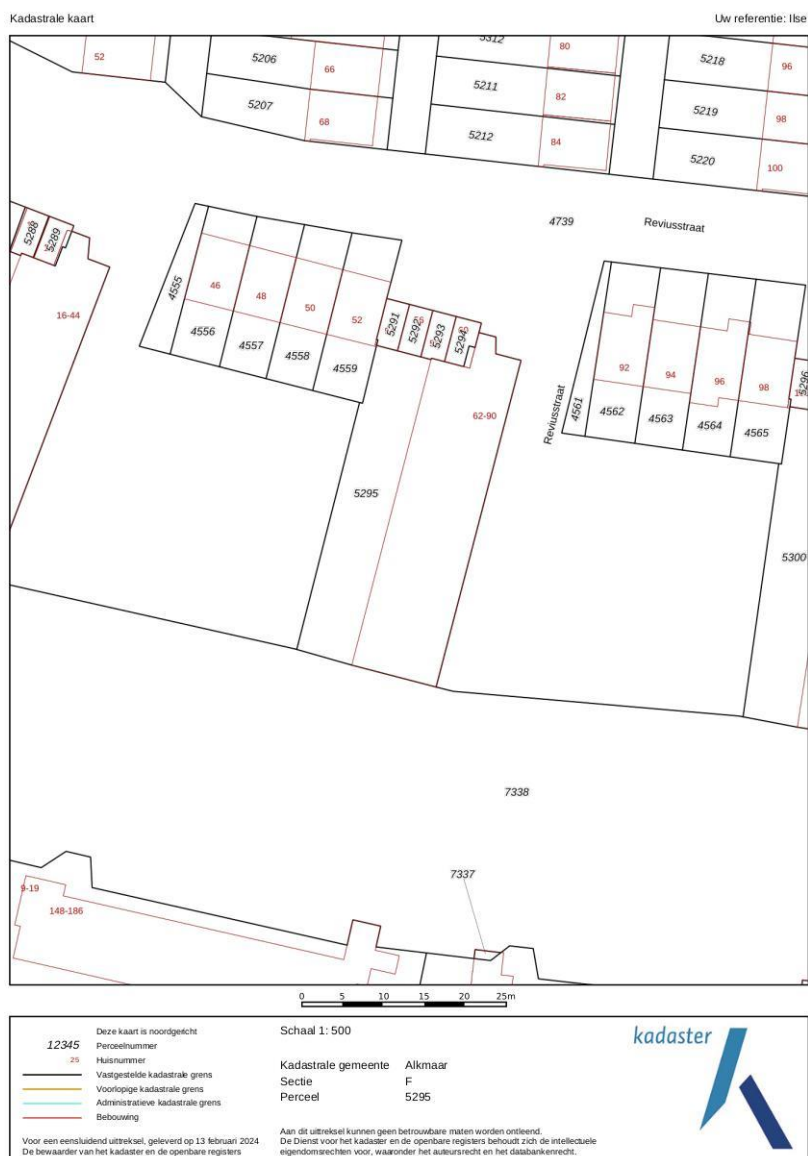 Kadastrale kaart
Uw referentie: Ilse
52
5206
66
5312
80
5218
96
5211
82
5219
98
5207
68
5212
84
5220
100
4739
Reviusstraat
5288
5289
16-44
4555
46
48
50
52
4556
4557
4558
4559
5291
5292
5293
5294
62-90
Reviusstraat
4561
92
94
96
98
4562
4563
4564
4565
5296
5295
5300
7338
7337
9-19
148-186
0 5 10 15 20 25m
Deze kaart is noordgericht
12345 Perceelnummer
25 Huisnummer
Vastgestelde kadastrale grens
Voorlopige kadastrale grens
Administratieve kadastrale grens
Bebouwing
Voor een eensluidend uittreksel, geleverd op 13 februari 2024
De bewaarder van het kadaster en de openbare registers
Schaal 1: 500
Kadastrale gemeente Alkmaar
Sectie F
Perceel 5295
Aan dit uittreksel kunnen geen betrouwbare maten worden ontleend.
De Dienst voor het kadaster en de openbare registers behoudt zich de intellectuele
eigendomsrechten voor, waaronder het auteursrecht en het databankenrecht.
kadaster